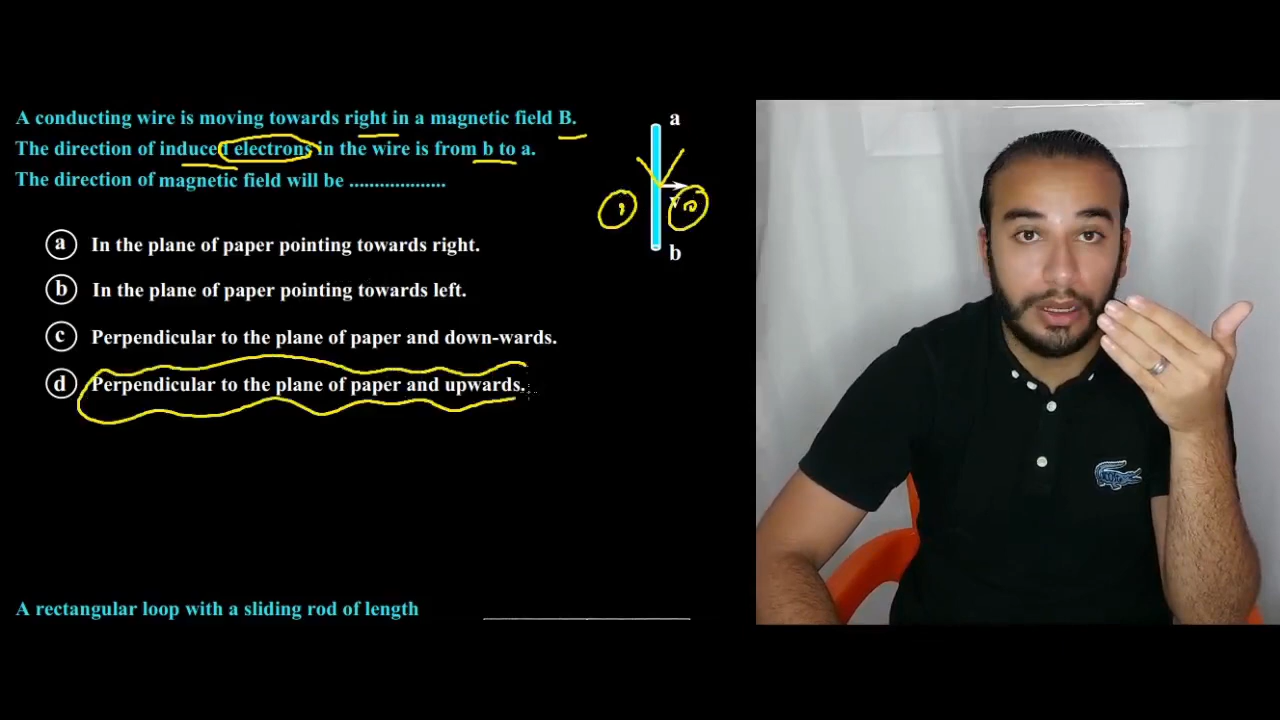 A conducting wire is moving towards right in a magnetic field B.
The direction of induced electrons in the wire is from b to a.
The direction of magnetic field will be ...................
a In the plane of paper pointing towards right.
b In the plane of paper pointing towards left.
c Perpendicular to the plane of paper and down-wards.
d Perpendicular to the plane of paper and upwards.
A rectangular loop with a sliding rod of length
a
v
b